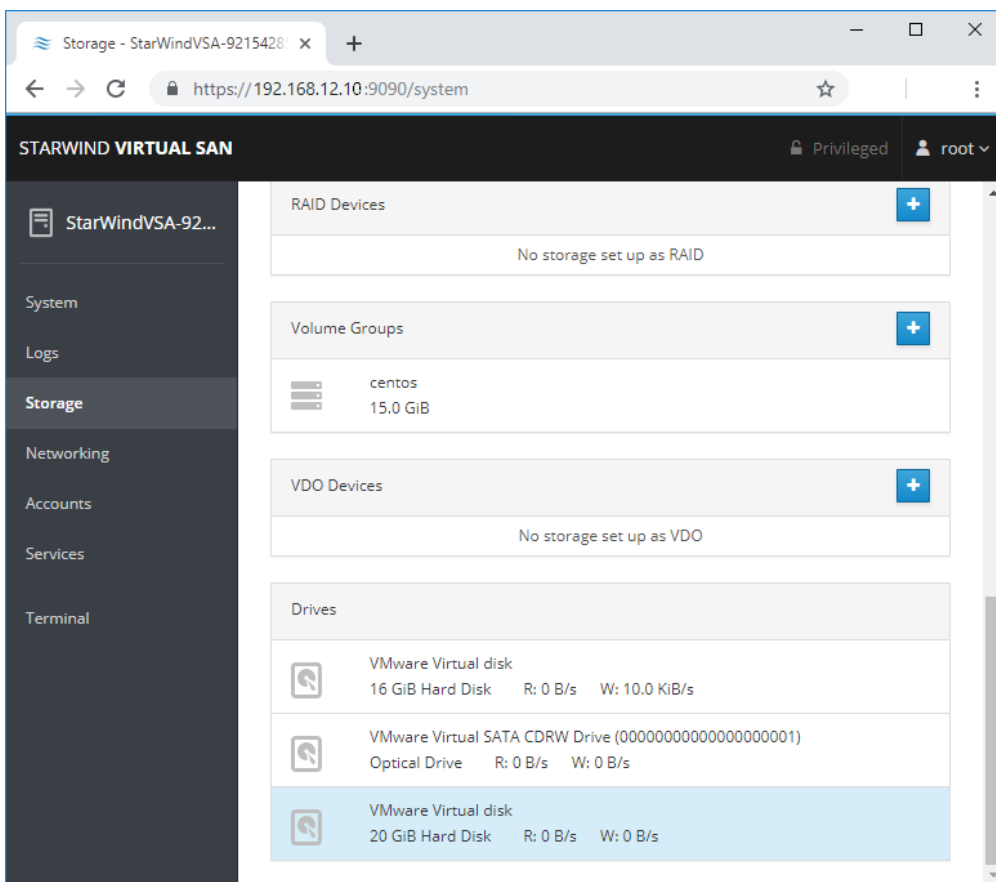 Storage - StarWindVSA-9215428
https://192.168.12.10:9090/system
STARWIND VIRTUAL SAN
Privileged
root
StarWindVSA-92...
System
Logs
Storage
Networking
Accounts
Services
Terminal
RAID Devices
No storage set up as RAID
Volume Groups
centos
15.0 GiB
VDO Devices
No storage set up as VDO
Drives
VMware Virtual disk
16 GiB Hard Disk R: 0 B/s W: 10.0 KiB/s
VMware Virtual SATA CDRW Drive (00000000000000000001)
Optical Drive R: 0 B/s W: 0 B/s
VMware Virtual disk
20 GiB Hard Disk R: 0 B/s W: 0 B/s